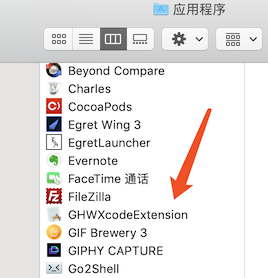 应用程序
Beyond Compare
Charles
CocoaPods
Egret Wing 3
EgretLauncher
Evernote
FaceTime 通话
FileZilla
GHWXcodeExtension
GIF Brewery 3
GIPHY CAPTURE
Go2Shell